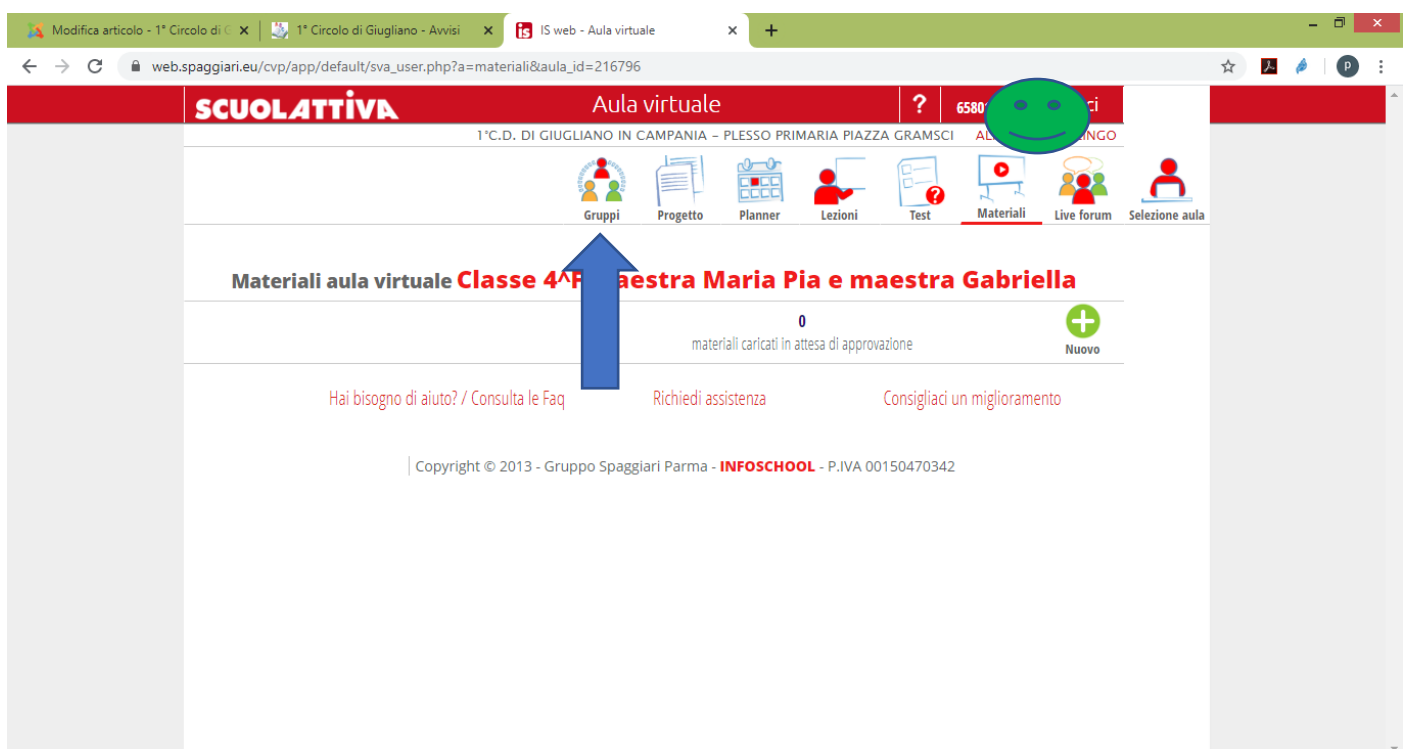 Modifica articolo - 1° Circolo di G
1° Circolo di Giugliano - Avvisi
IS web - Aula virtuale
web.spaggiari.eu/cvp/app/default/sva_user.php?a=materiali&aula_id=216796
P
SCUOLATTIVA
Aula virtuale
?
1°C.D. DI GIUGLIANO IN CAMPANIA – PLESSO PRIMARIA PIAZZA GRAMSCI
Gruppi
Progetto
Planner
Lezioni
Test
Materiali
Live forum
Selezione aula
Materiali aula virtuale Classe 4^F maestra Maria Pia e maestra Gabriella
0
materiali caricati in attesa di approvazione
Nuovo
Hai bisogno di aiuto? / Consulta le Faq
Richiedi assistenza
Consigliaci un miglioramento
Copyright © 2013 - Gruppo Spaggiari Parma - INFOSCHOOL - P.IVA 00150470342